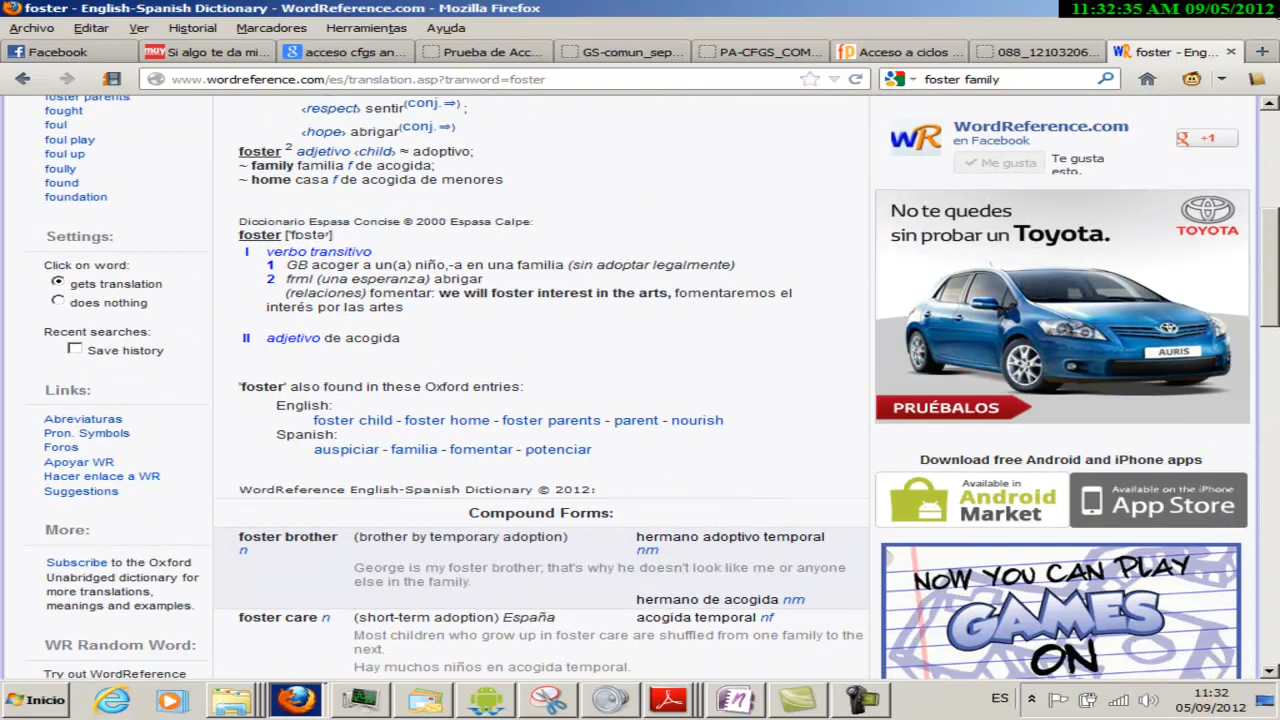 foster - English-Spanish Dictionary - WordReference.com - Mozilla Firefox
11:32:35 AM 09/05/2012
Archivo Editar Ver Historial Marcadores Herramientas Ayuda
Facebook
muy Si algo te da mi...
acceso cfgs an...
Prueba de Acc...
GS-comun_sep...
PA-CFGS_COM...
Acceso a ciclos ...
088_12103206...
WR foster - Eng...
www.wordreference.com/es/translation.asp?tranword=foster
foster family
foster parents
fought
foul
foul play
foul up
foully
found
foundation
Settings:
Click on word:
gets translation
does nothing
Recent searches:
Save history
Links:
Abreviaturas
Pron. Symbols
Foros
Apoyar WR
Hacer enlace a WR
Suggestions
More:
Subscribe to the Oxford
Unabridged dictionary for
more translations,
meanings and examples.
WR Random Word:
Try out WordReference
‹respect› sentir(conj.⇒);
‹hope› abrigar(conj.⇒)
foster 2 adjetivo ‹child› ≈ adoptivo;
~ family familia f de acogida;
~ home casa f de acogida de menores
Diccionario Espasa Concise © 2000 Espasa Calpe:
foster ['fɒstəʳ]
I verbo transitivo
1 GB acoger a un(a) niño,-a en una familia (sin adoptar legalmente)
2 frml (una esperanza) abrigar
(relaciones) fomentar: we will foster interest in the arts, fomentaremos el
interés por las artes
II adjetivo de acogida
'foster' also found in these Oxford entries:
English:
foster child - foster home - foster parents - parent - nourish
Spanish:
auspiciar - familia - fomentar - potenciar
WordReference English-Spanish Dictionary © 2012:
Compound Forms:
foster brother (brother by temporary adoption) hermano adoptivo temporal
n nm
George is my foster brother; that's why he doesn't look like me or anyone
else in the family.
hermano de acogida nm
foster care n (short-term adoption) España acogida temporal nf
Most children who grow up in foster care are shuffled from one family to the
next.
Hay muchos niños en acogida temporal.
WR
WordReference.com
en Facebook
Me gusta
Te gusta
esto.
+1
No te quedes
sin probar un Toyota.
TOYOTA
AURIS
PRUÉBALOS
Download free Android and iPhone apps
Available in
Android
Market
Available on the iPhone
App Store
NOW YOU CAN PLAY
GAMES
ON
Inicio
ES
11:32
05/09/2012